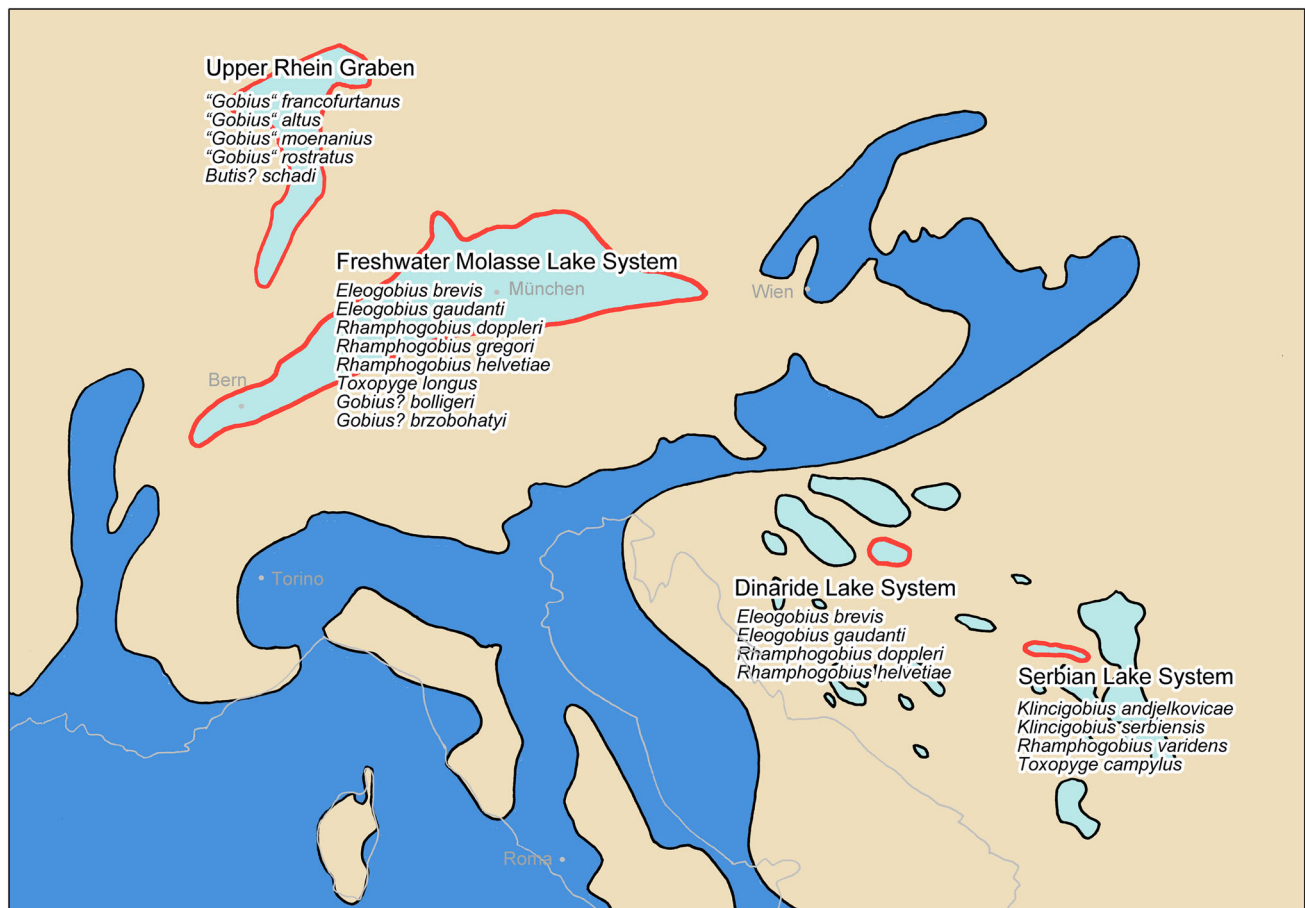 Upper Rhein Graben
“Gobius“ francofurtanus
“Gobius“ altus
“Gobius“ moenanius
“Gobius“ rostratus
Butis? schadi
Freshwater Molasse Lake System
Eleogobius brevis
Eleogobius gaudanti
Rhamphogobius doppleri
Rhamphogobius gregori
Rhamphogobius helvetiae
Toxopyge longus
Gobius? bolligeri
Gobius? brzobohatyi
München
Wien
Bern
Torino
Dinaride Lake System
Eleogobius brevis
Eleogobius gaudanti
Rhamphogobius doppleri
Rhamphogobius helvetiae
Serbian Lake System
Klincigobius andjelkovicae
Klincigobius serbiensis
Rhamphogobius varidens
Toxopyge campylus
Roma